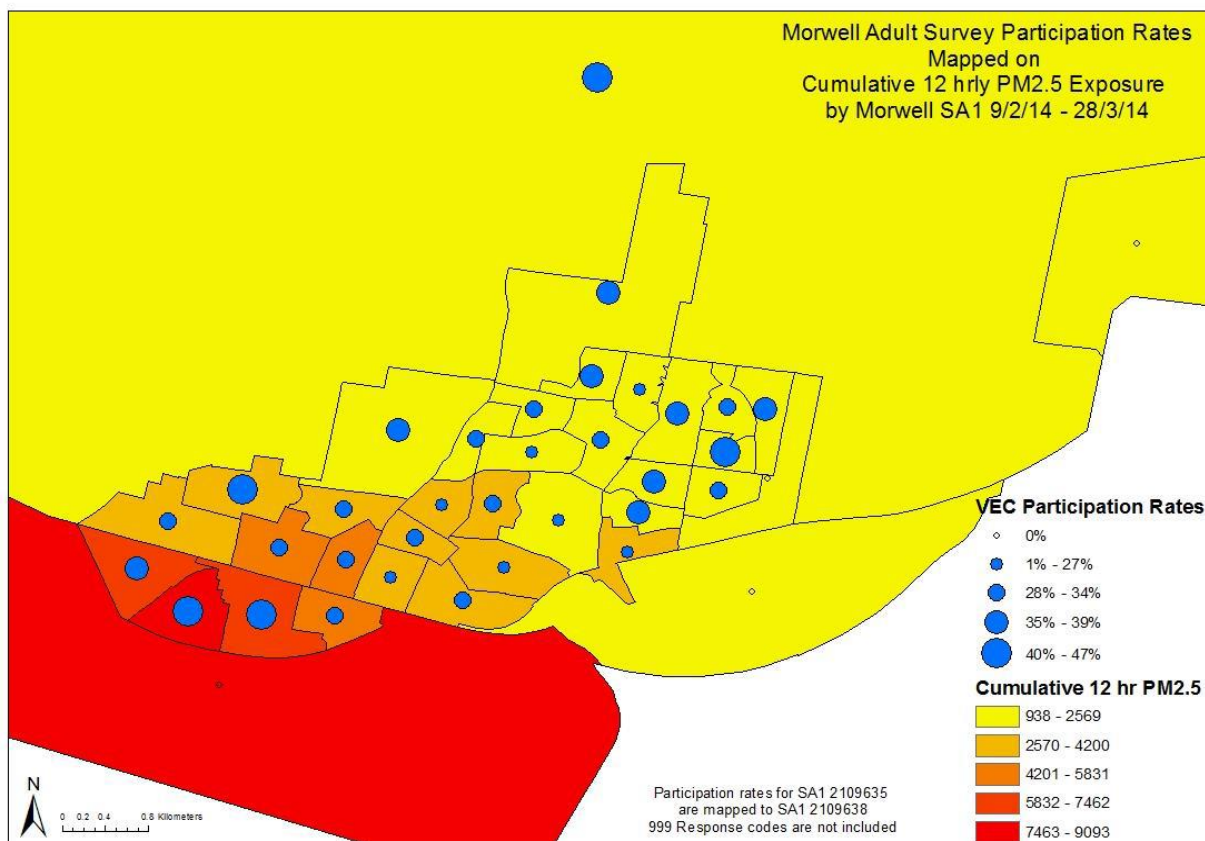 Morwell Adult Survey Participation Rates
Mapped on
Cumulative 12 hrly PM2.5 Exposure
by Morwell SA1 9/2/14 - 28/3/14
VEC Participation Rates
0%
1% - 27%
28% - 34%
35% - 39%
40% - 47%
Cumulative 12 hr PM2.5
938 - 2569
2570 - 4200
4201 - 5831
5832 - 7462
7463 - 9093
N
0 0.2 0.4 0.8 Kilometers
Participation rates for SA1 2109635
are mapped to SA1 2109638
999 Response codes are not included